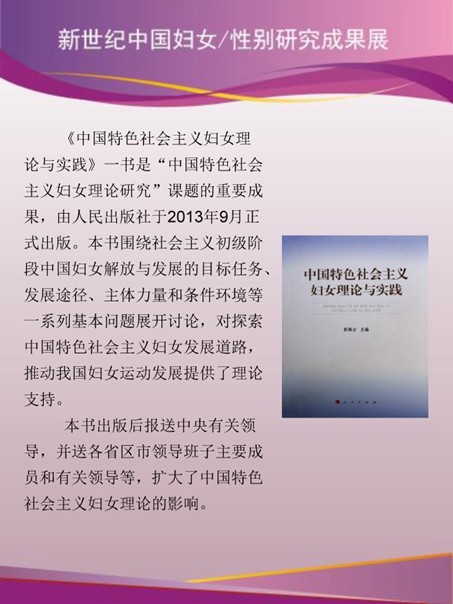 新世纪中国妇女/性别研究成果展
《中国特色社会主义妇女理
论与实践》一书是“中国特色社会
主义妇女理论研究”课题的重要成
果，由人民出版社于2013年9月正
式出版。本书围绕社会主义初级阶
段中国妇女解放与发展的目标任务、
发展途径、主体力量和条件环境等
一系列基本问题展开讨论，对探索
中国特色社会主义妇女发展道路，
推动我国妇女运动发展提供了理论
支持。
本书出版后报送中央有关领
导，并送各省区市领导班子主要成
员和有关领导等，扩大了中国特色
社会主义妇女理论的影响。
中国特色社会主义
妇女理论与实践
主编
人民出版社